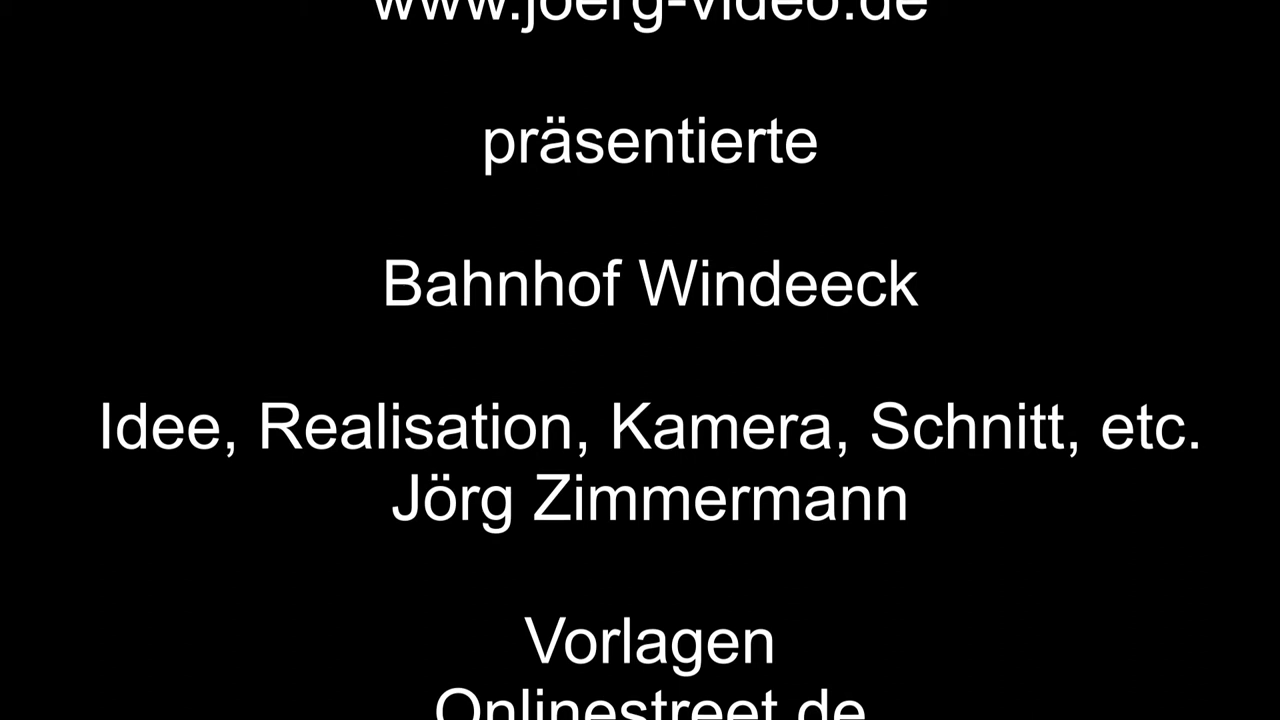 www.joerg-video.de
präsentierte
Bahnhof Windeeck
Idee, Realisation, Kamera, Schnitt, etc.
Jörg Zimmermann
Vorlagen
Onlinestreet.de